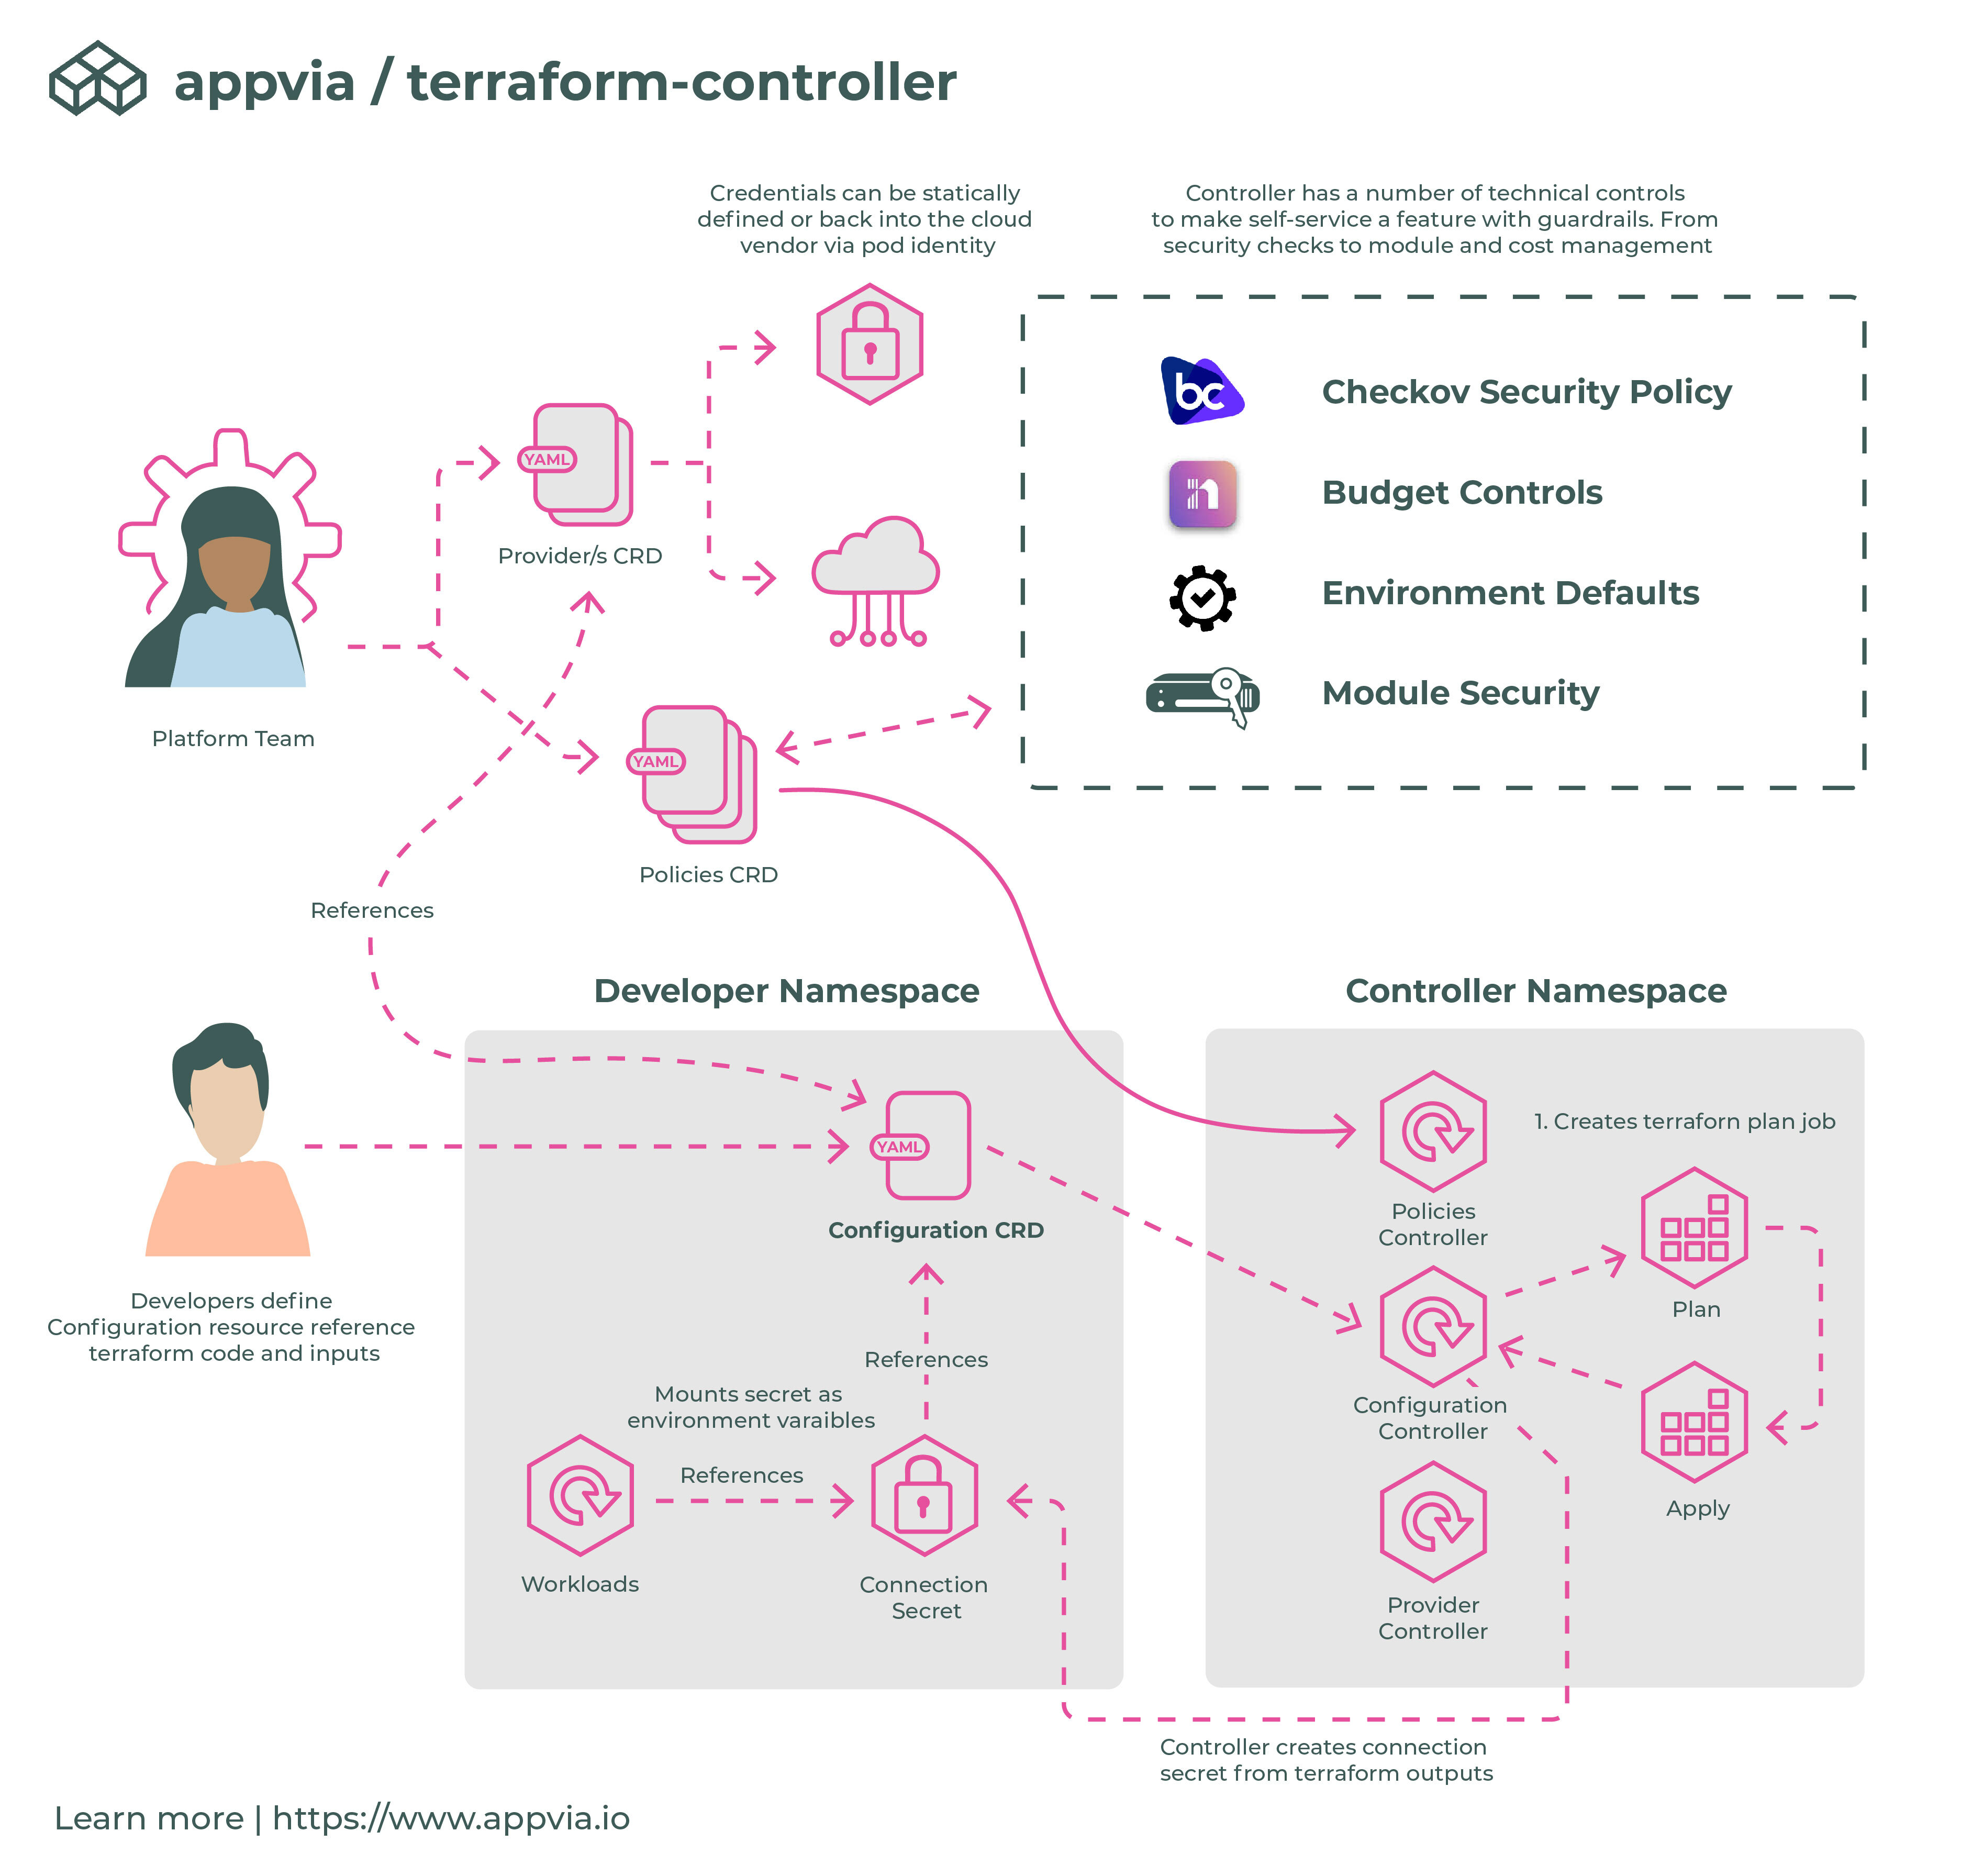 appvia / terraform-controller
Credentials can be statically
defined or back into the cloud
vendor via pod identity
Controller has a number of technical controls
to make self-service a feature with guardrails. From
security checks to module and cost management
bc
Checkov Security Policy
n
Budget Controls
Environment Defaults
Module Security
YAML
Provider/s CRD
Platform Team
YAML
Policies CRD
References
Developer Namespace
Controller Namespace
Developers define
Configuration resource reference
terraform code and inputs
YAML
Configuration CRD
References
Mounts secret as
environment varaibles
References
Workloads
Connection
Secret
1. Creates terraforn plan job
Policies
Controller
Plan
Configuration
Controller
Apply
Provider
Controller
Controller creates connection
secret from terraform outputs
Learn more | https://www.appvia.io